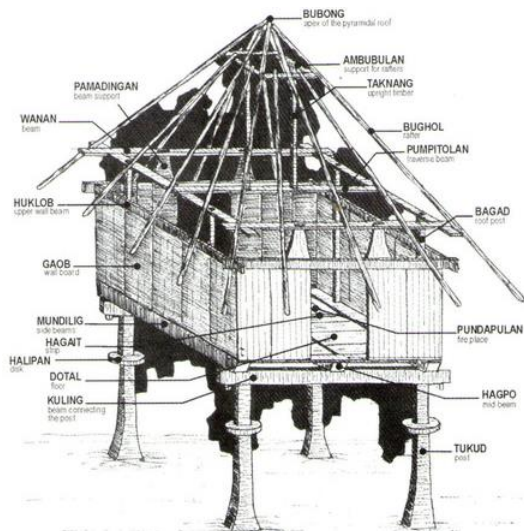 BUBONG
apex of the pyramidal roof
AMBUBULAN
support for rafters
TAKNANG
upright timber
PAMADINGAN
beam support
WANAN
beam
BUGHOL
rafter
PUMPITOLAN
traverse beam
HUKLOB
upper wall beam
BAGAD
roof post
GAOB
wall board
MUNDILIG
side beams
HAGAIT
strip
HALIPAN
disk
PUNDAPULAN
fire place
DOTAL
floor
KULING
beam connecting
the post
HAGPO
mid beam
TUKUD
post